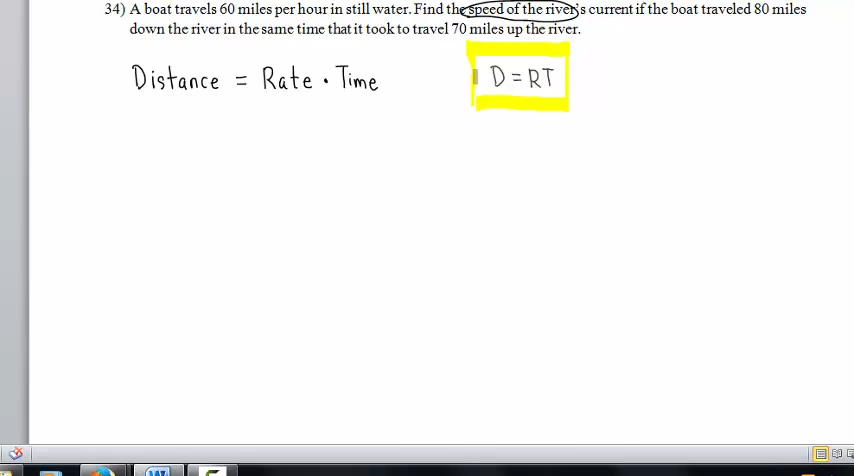 34) A boat travels 60 miles per hour in still water. Find the speed of the river's current if the boat traveled 80 miles
down the river in the same time that it took to travel 70 miles up the river.
Distance = Rate · Time D = RT